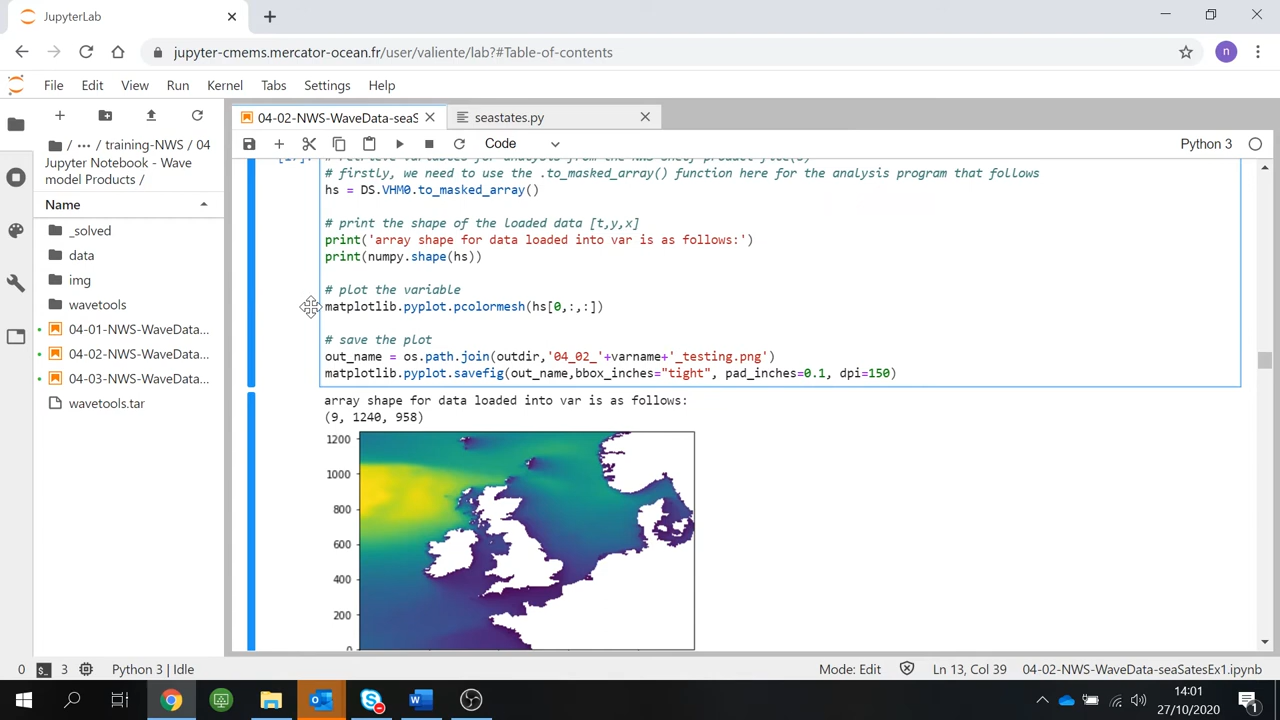 JupyterLab
jupyter-cmems.mercator-ocean.fr/user/valiente/lab?#Table-of-contents
n
File Edit View Run Kernel Tabs Settings Help
04-02-NWS-WaveData-seaS
seastates.py
Code
Python 3
/ ··· / training-NWS / 04
Jupyter Notebook - Wave
model Products /
Name
_solved
data
img
wavetools
04-01-NWS-WaveData...
04-02-NWS-WaveData...
04-03-NWS-WaveData...
wavetools.tar
# firstly, we need to use the .to_masked_array() function here for the analysis program that follows
hs = DS.VHM0.to_masked_array()
# print the shape of the loaded data [t,y,x]
print('array shape for data loaded into var is as follows:')
print(numpy.shape(hs))
# plot the variable
matplotlib.pyplot.pcolormesh(hs[0,:,:])
# save the plot
out_name = os.path.join(outdir,'04_02_'+varname+'_testing.png')
matplotlib.pyplot.savefig(out_name,bbox_inches="tight", pad_inches=0.1, dpi=150)
array shape for data loaded into var is as follows:
(9, 1240, 958)
1200
1000
800
600
400
200
0
0 3 Python 3 | Idle
Mode: Edit Ln 13, Col 39 04-02-NWS-WaveData-seaSatesEx1.ipynb
14:01
27/10/2020
1